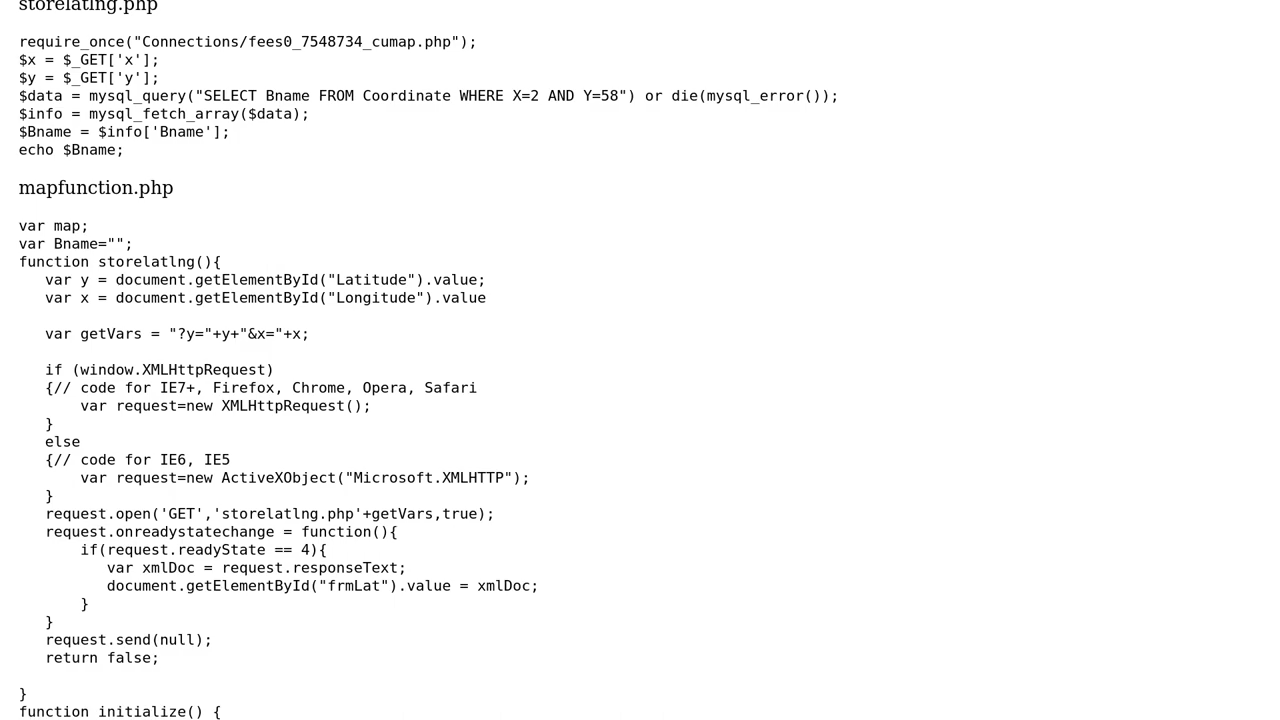 storelatlng.php
require_once("Connections/fees0_7548734_cumap.php");
$x = $_GET['x'];
$y = $_GET['y'];
$data = mysql_query("SELECT Bname FROM Coordinate WHERE X=2 AND Y=58") or die(mysql_error());
$info = mysql_fetch_array($data);
$Bname = $info['Bname'];
echo $Bname;
mapfunction.php
var map;
var Bname="";
function storelatlng(){
var y = document.getElementById("Latitude").value;
var x = document.getElementById("Longitude").value
var getVars = "?y="+y+"&x="+x;
if (window.XMLHttpRequest)
{// code for IE7+, Firefox, Chrome, Opera, Safari
var request=new XMLHttpRequest();
}
else
{// code for IE6, IE5
var request=new ActiveXObject("Microsoft.XMLHTTP");
}
request.open('GET','storelatlng.php'+getVars,true);
request.onreadystatechange = function(){
if(request.readyState == 4){
var xmlDoc = request.responseText;
document.getElementById("frmLat").value = xmlDoc;
}
}
request.send(null);
return false;
}
function initialize() {